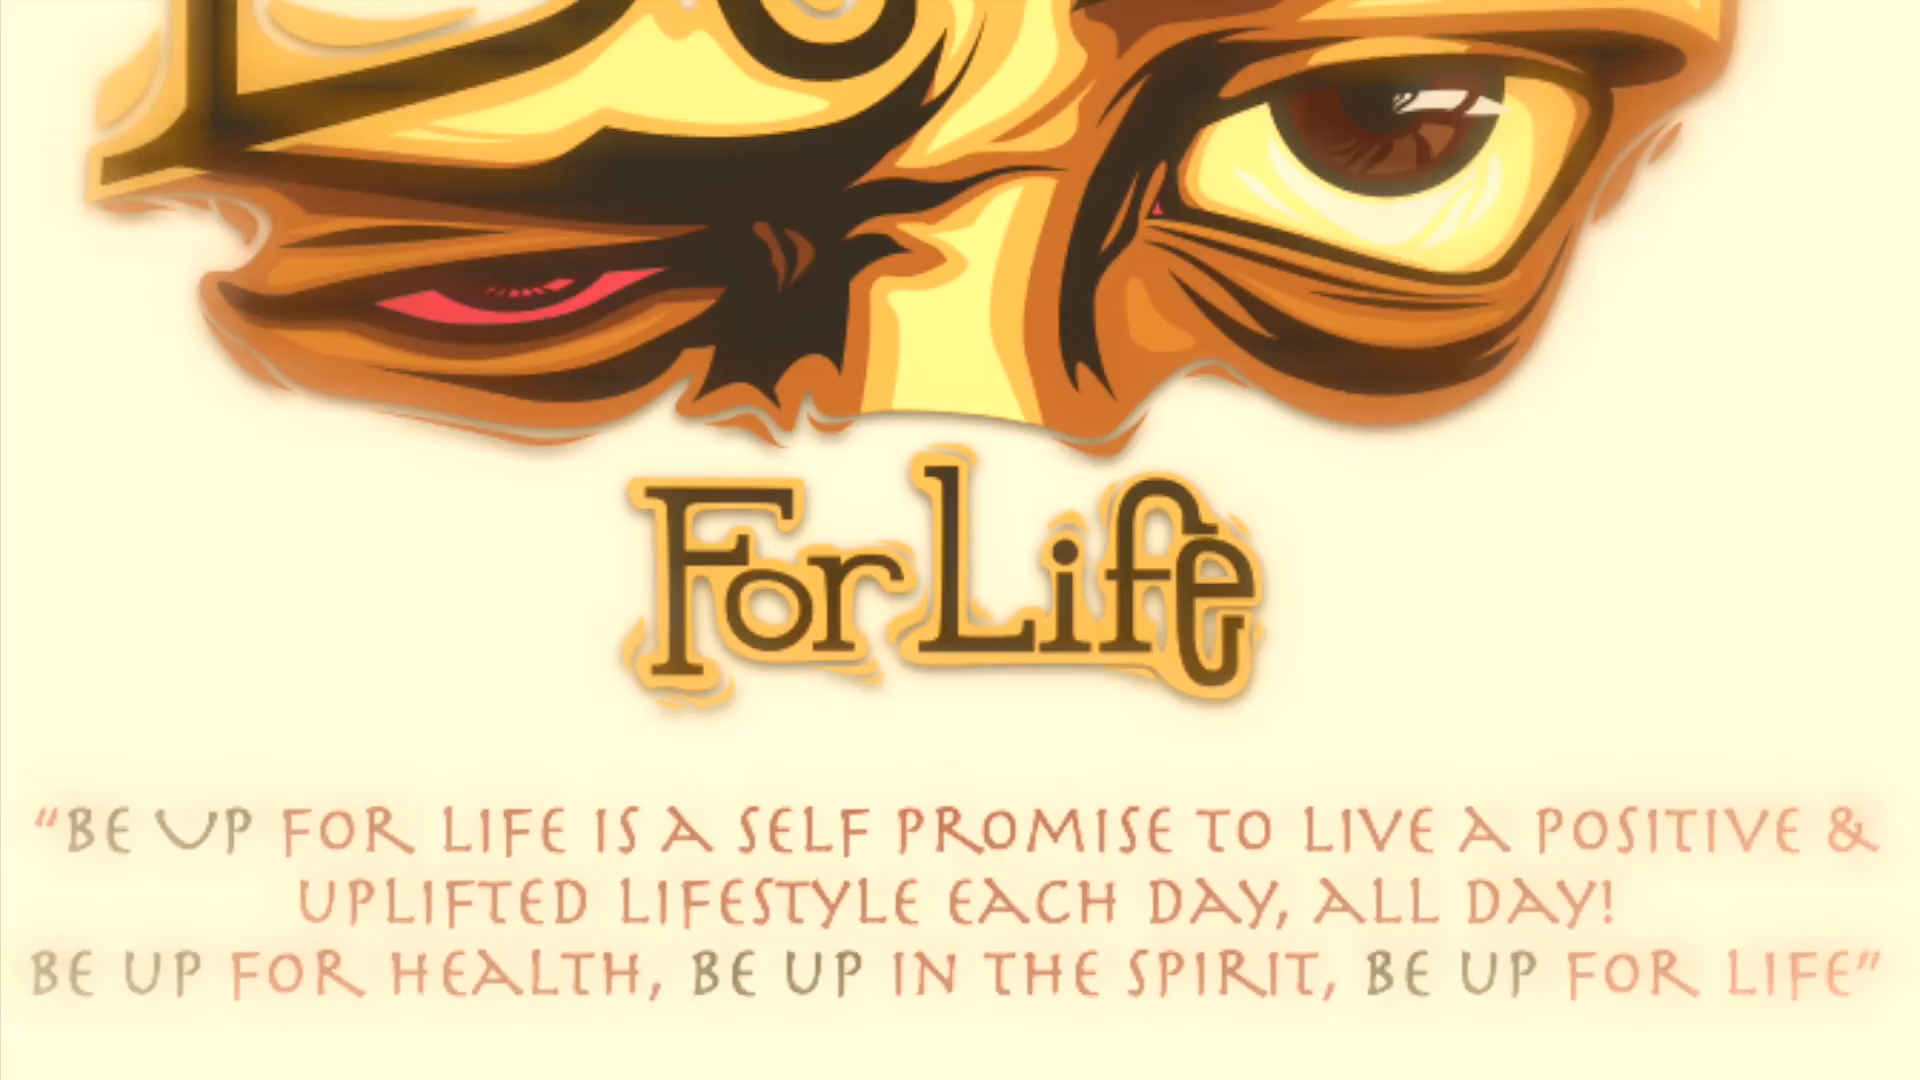 For Life
“BE UP FOR LIFE IS A SELF PROMISE TO LIVE A POSITIVE &
UPLIFTED LIFESTYLE EACH DAY, ALL DAY!
BE UP FOR HEALTH, BE UP IN THE SPIRIT, BE UP FOR LIFE”